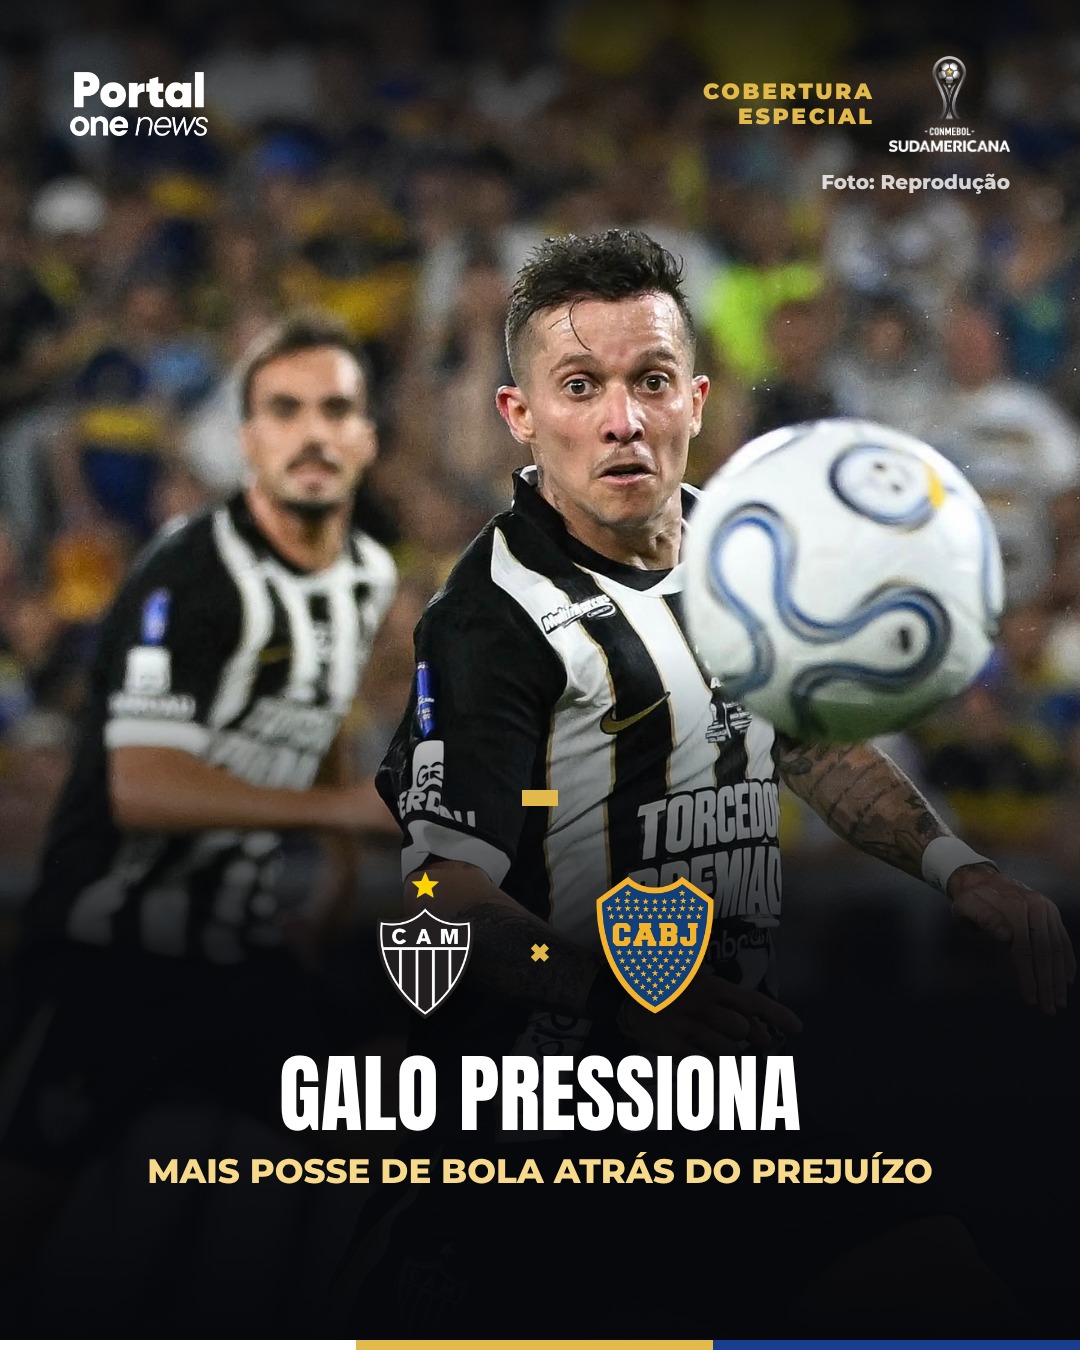 Portal
one news
COBERTURA
ESPECIAL
-CONMEBOL-
SUDAMERICANA
Foto: Reprodução
TORCEDOR
CAM
CABJ
GALO PRESSIONA
MAIS POSSE DE BOLA ATRÁS DO PREJUÍZO